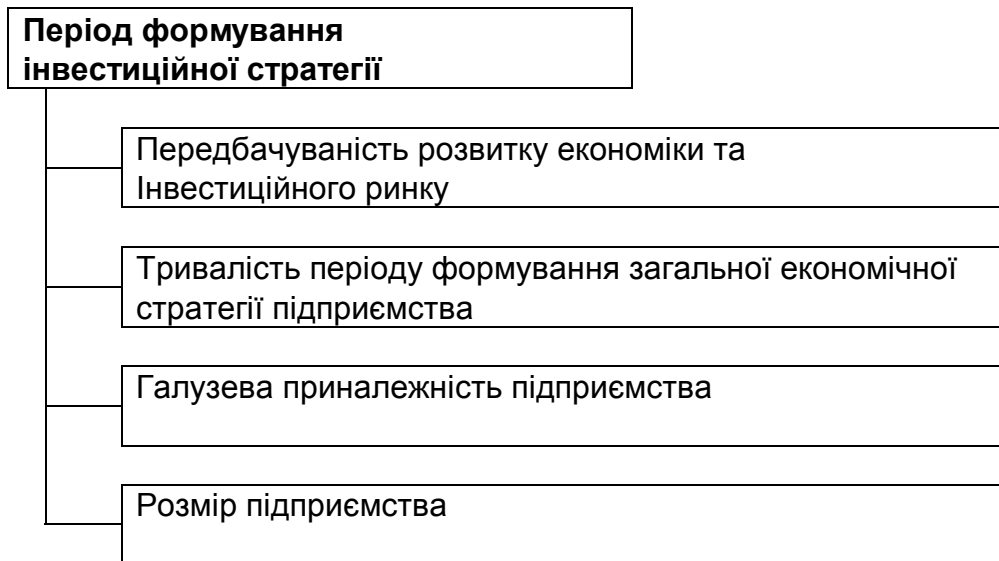 Період формування
інвестиційної стратегії
Передбачуваність розвитку економіки та
Інвестиційного ринку
Тривалість періоду формування загальної економічної
стратегії підприємства
Галузева приналежність підприємства
Розмір підприємства